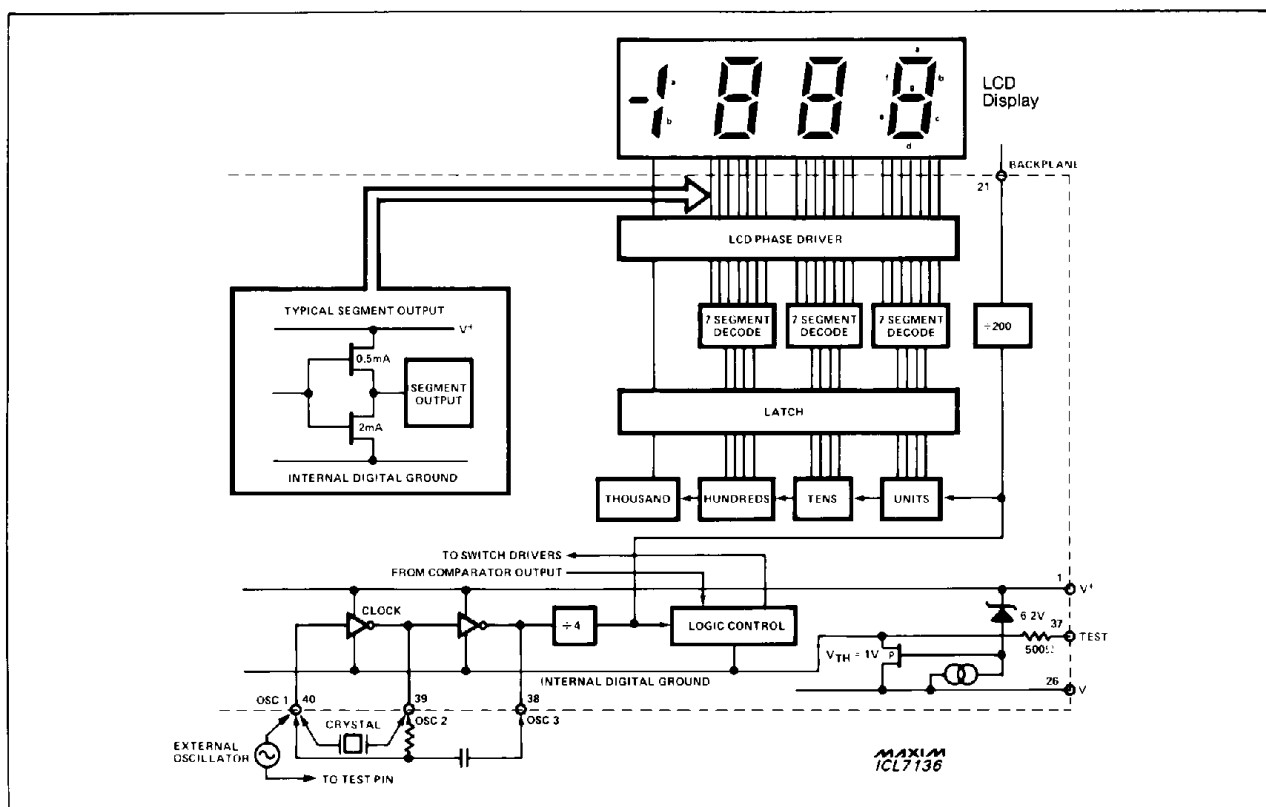 a
b
a
f
b
g
e
c
d
LCD
Display
BACKPLANE
21
LCD PHASE DRIVER
TYPICAL SEGMENT OUTPUT
V+
0.5mA
SEGMENT
OUTPUT
2mA
INTERNAL DIGITAL GROUND
7 SEGMENT
DECODE
7 SEGMENT
DECODE
7 SEGMENT
DECODE
÷200
LATCH
THOUSAND
HUNDREDS
TENS
UNITS
TO SWITCH DRIVERS
FROM COMPARATOR OUTPUT
1
V+
CLOCK
÷4
LOGIC CONTROL
6 2V
37
TEST
500Ω
VTH = 1V
P
INTERNAL DIGITAL GROUND
26
V
OSC 1
40
39
OSC 2
38
OSC 3
CRYSTAL
EXTERNAL
OSCILLATOR
TO TEST PIN
MAXIM
ICL7136